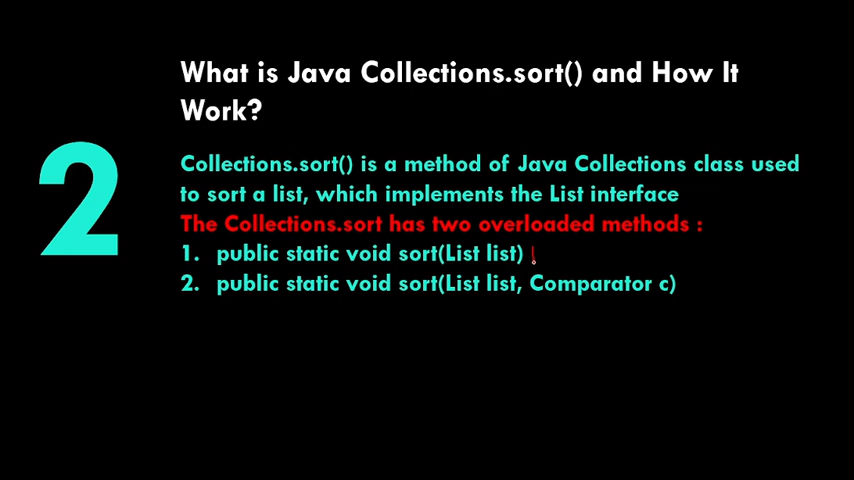 What is Java Collections.sort() and How It
Work?
2
Collections.sort() is a method of Java Collections class used
to sort a list, which implements the List interface
The Collections.sort has two overloaded methods :
1. public static void sort(List list)
2. public static void sort(List list, Comparator c)